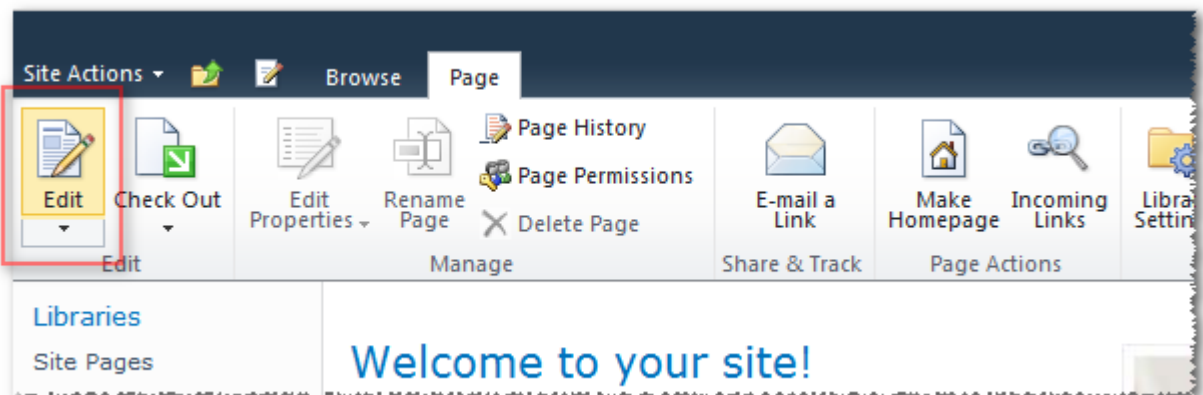 Site Actions
Browse
Page
Edit
Check Out
Edit
Properties
Rename
Page
Page History
Page Permissions
Delete Page
E-mail a
Link
Make
Homepage
Incoming
Links
Edit
Manage
Share & Track
Page Actions
Libraries
Site Pages
Welcome to your site!